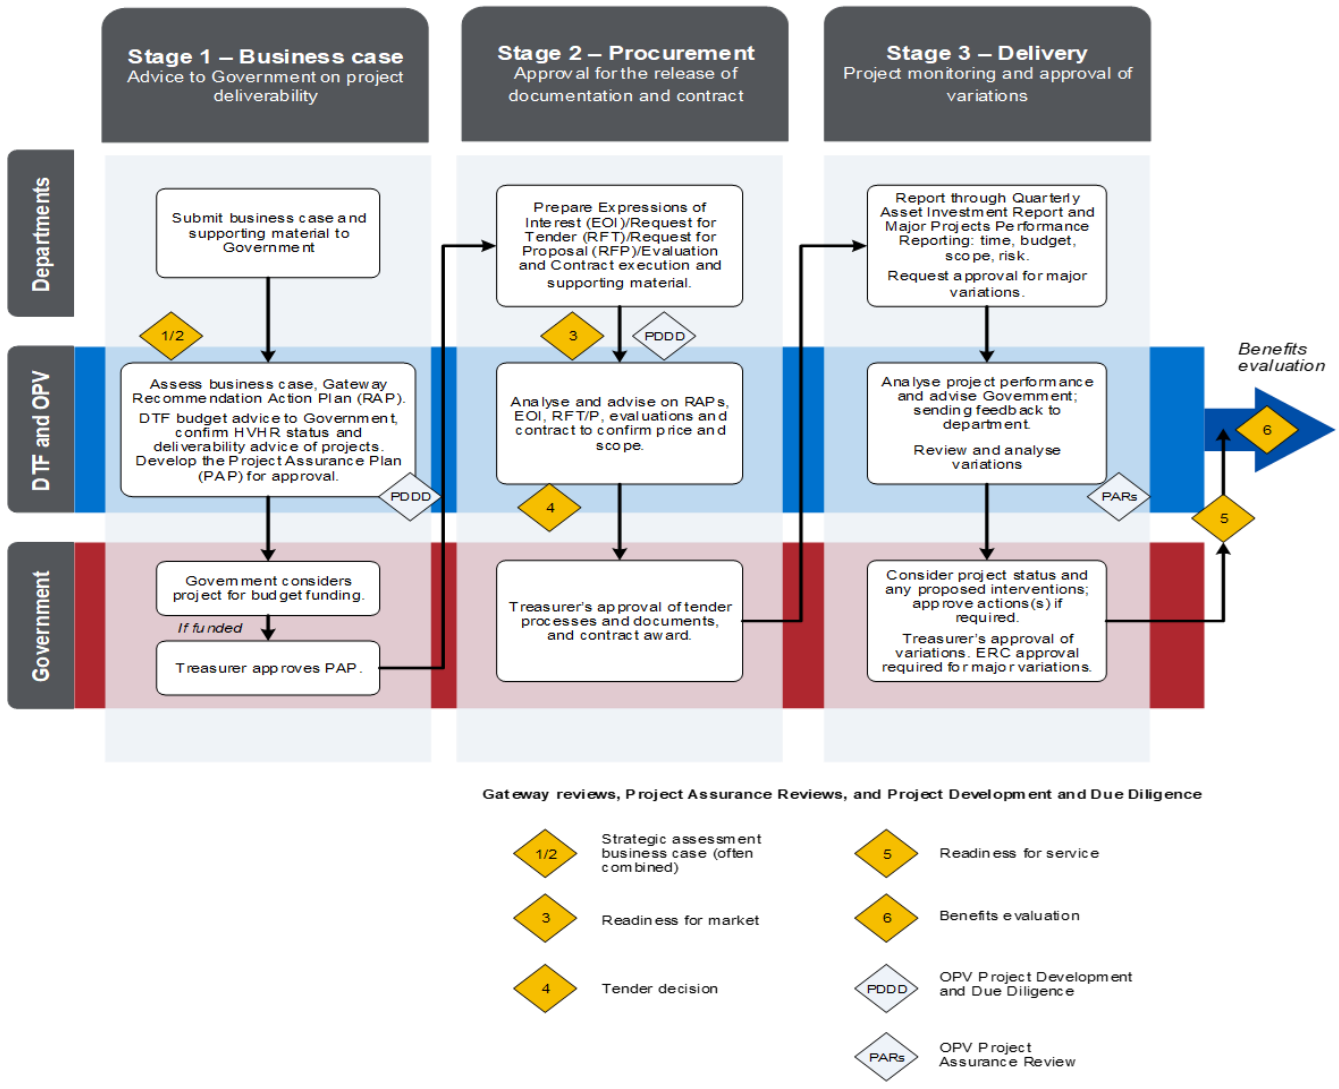 Stage 1 – Business case
Advice to Government on project
deliverability
Stage 2 – Procurement
Approval for the release of
documentation and contract
Stage 3 – Delivery
Project monitoring and approval of
variations
Departments
Submit business case and
supporting material to
Government
Prepare Expressions of
Interest (EOI)/Request for
Tender (RFT)/Request for
Proposal (RFP)/Evaluation
and Contract execution and
supporting material.
Report through Quarterly
Asset Investment Report and
Major Projects Performance
Reporting: time, budget,
scope, risk.
Request approval for major
variations.
1/2
3
PDDD
DTF and OPV
Assess business case, Gateway
Recommendation Action Plan (RAP).
DTF budget advice to Government,
confirm HVHR status and
deliverability advice of projects.
Develop the Project Assurance Plan
(PAP) for approval.
PDDD
Analyse and advise on RAPs,
EOI, RFT/P, evaluations and
contract to confirm price and
scope.
4
Analyse project performance
and advise Government;
sending feedback to
department.
Review and analyse
variations
PARs
Benefits
evaluation
6
5
Government
Government considers
project for budget funding.
If funded
Treasurer approves PAP.
Treasurer's approval of tender
processes and documents,
and contract award.
Consider project status and
any proposed interventions;
approve actions(s) if
required.
Treasurer's approval of
variations. ERC approval
required for major variations.
Gateway reviews, Project Assurance Reviews, and Project Development and Due Diligence
1/2
Strategic assessment
business case (often
combined)
3
Readiness for market
4
Tender decision
5
Readiness for service
6
Benefits evaluation
PDDD
OPV Project Development
and Due Diligence
PARs
OPV Project
Assurance Review